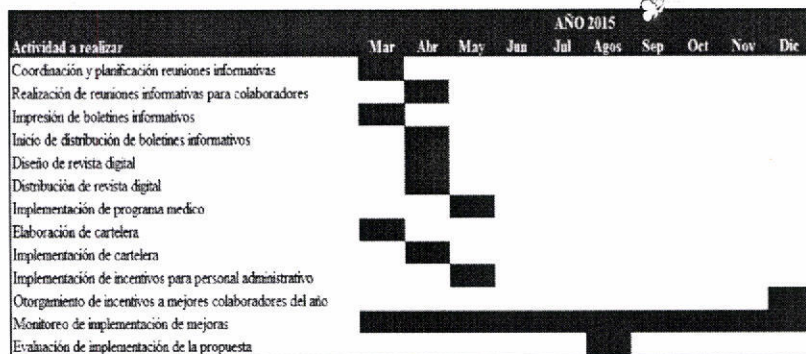 AÑO 2015
Actividad a realizar Mar Abr May Jun Jul Agos Sep Oct Nov Dic
Coordinación y planificación reuniones informativas
Realización de reuniones informativas para colaboradores
Impresión de boletines informativos
Inicio de distribución de boletines informativos
Diseño de revista digital
Distribución de revista digital
Implementación de programa medico
Elaboración de cartelera
Implementación de cartelera
Implementación de incentivos para personal administrativo
Otorgamiento de incentivos a mejores colaboradores del año
Monitoreo de implementación de mejoras
Evaluación de implementación de la propuesta